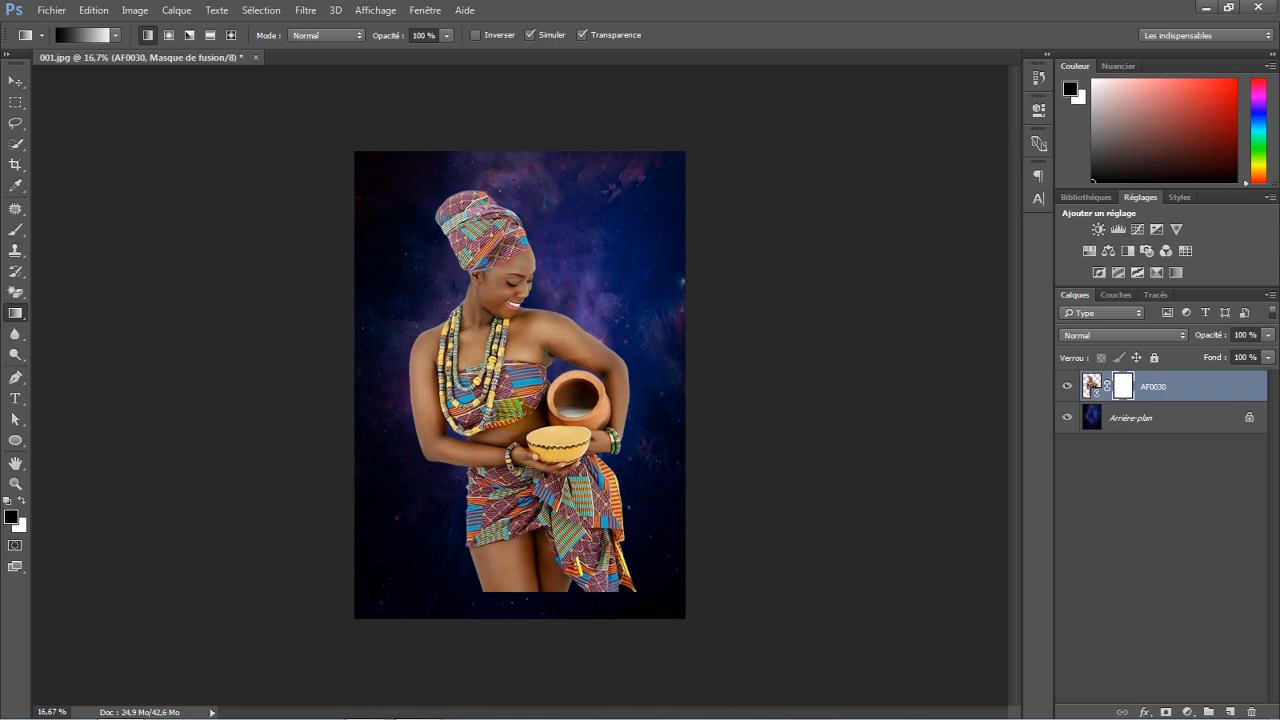 Ps Fichier Edition Image Calque Texte Sélection Filtre 3D Affichage Fenêtre Aide
Mode : Normal Opacité : 100 % Inverser Simuler Transparence Les indispensables
001.jpg @ 16,7% (AF0030, Masque de fusion/8) * ×
Couleur Nuancier
Bibliothèques Réglages Styles
Ajouter un réglage
Calques Couches Tracés
Type
Normal Opacité : 100 %
Verrou : Fond : 100 %
AF0030
Arrière-plan
16,67 % Doc : 24,9 Mo/42,6 Mo